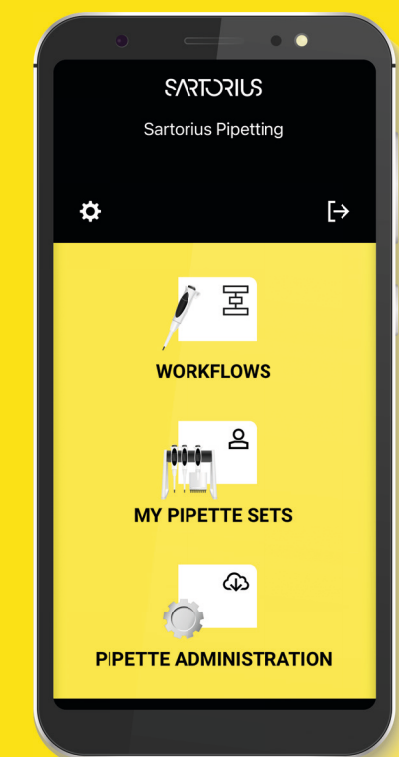 SARTORIUS
Sartorius Pipetting
WORKFLOWS
MY PIPETTE SETS
PIPETTE ADMINISTRATION